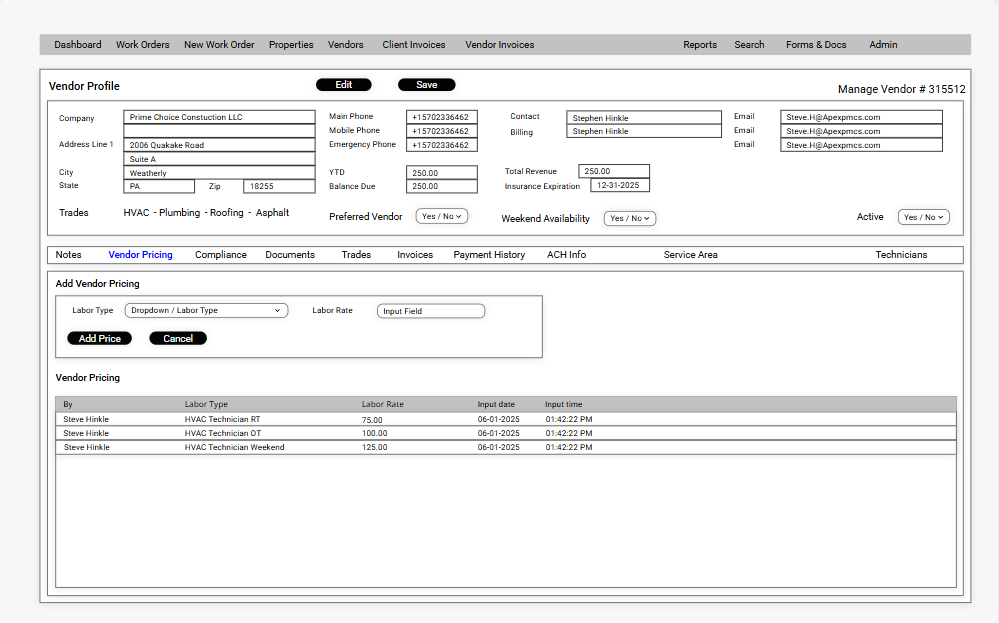 Dashboard Work Orders New Work Order Properties Vendors Client Invoices Vendor Invoices Reports Search Forms & Docs Admin
Vendor Profile Edit Save Manage Vendor # 315512
Company Prime Choice Constuction LLC Main Phone +15702336462 Contact Stephen Hinkle Email Steve.H@Apexpmcs.com
Mobile Phone +15702336462 Billing Stephen Hinkle Email Steve.H@Apexpmcs.com
Address Line 1 2006 Quakake Road Emergency Phone +15702336462 Email Steve.H@Apexpmcs.com
Suite A
City Weatherly YTD 250.00 Total Revenue 250.00
State PA Zip 18255 Balance Due 250.00 Insurance Expiration 12-31-2025
Trades HVAC - Plumbing - Roofing - Asphalt Preferred Vendor Yes / No Weekend Availability Yes / No Active Yes / No
Notes Vendor Pricing Compliance Documents Trades Invoices Payment History ACH Info Service Area Technicians
Add Vendor Pricing
Labor Type Dropdown / Labor Type Labor Rate Input Field
Add Price Cancel
Vendor Pricing
By Labor Type Labor Rate Input date Input time
Steve Hinkle HVAC Technician RT 75.00 06-01-2025 01:42:22 PM
Steve Hinkle HVAC Technician OT 100.00 06-01-2025 01:42:22 PM
Steve Hinkle HVAC Technician Weekend 125.00 06-01-2025 01:42:22 PM